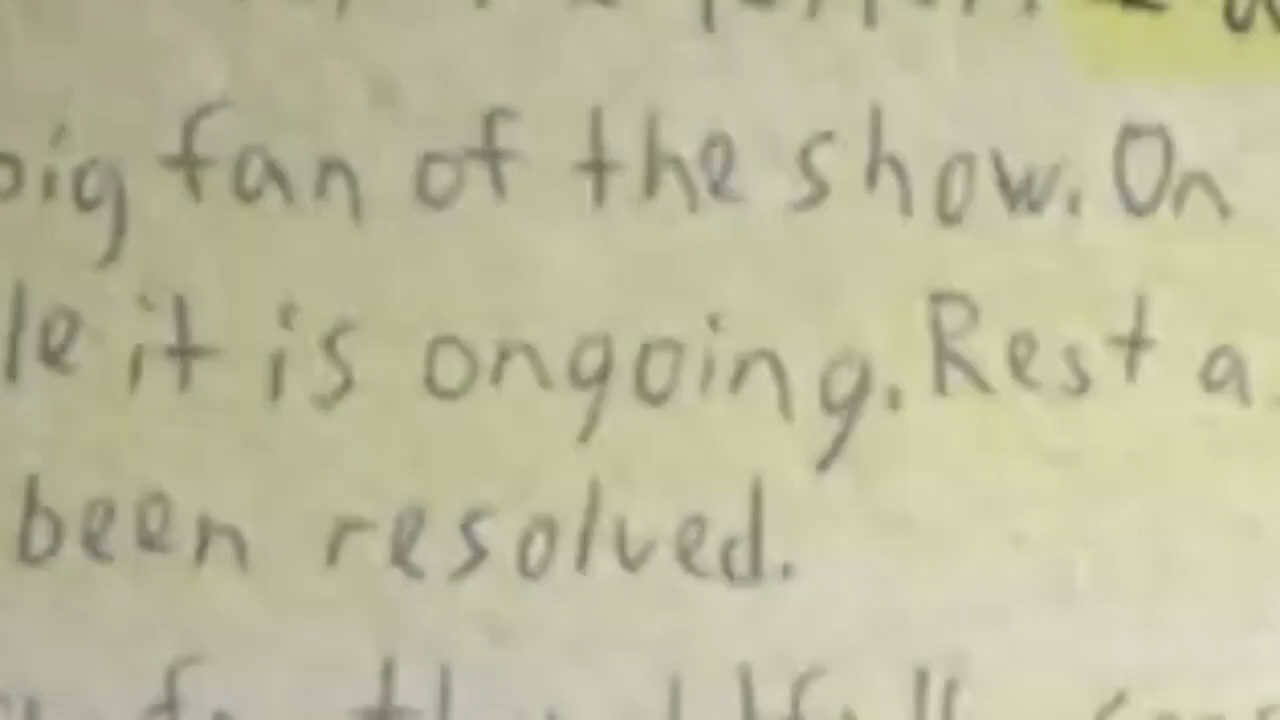 big fan of the show. On
le it is ongoing. Rest a
been resolved.